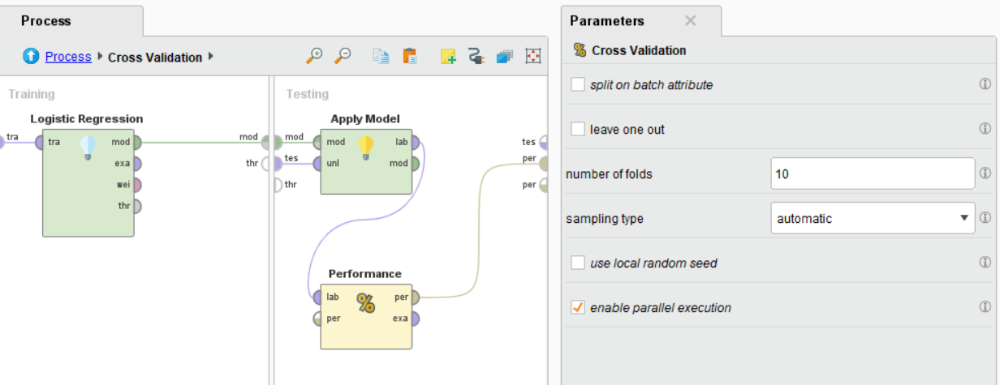 Process
Process Cross Validation
Training
Logistic Regression
tra
tra
mod
exa
wei
thr
mod
thr
Testing
Apply Model
mod
tes
thr
mod
unl
lab
mod
tes
per
per
Performance
lab
per
per
exa
Parameters
% Cross Validation
split on batch attribute
leave one out
number of folds 10
sampling type automatic
use local random seed
enable parallel execution